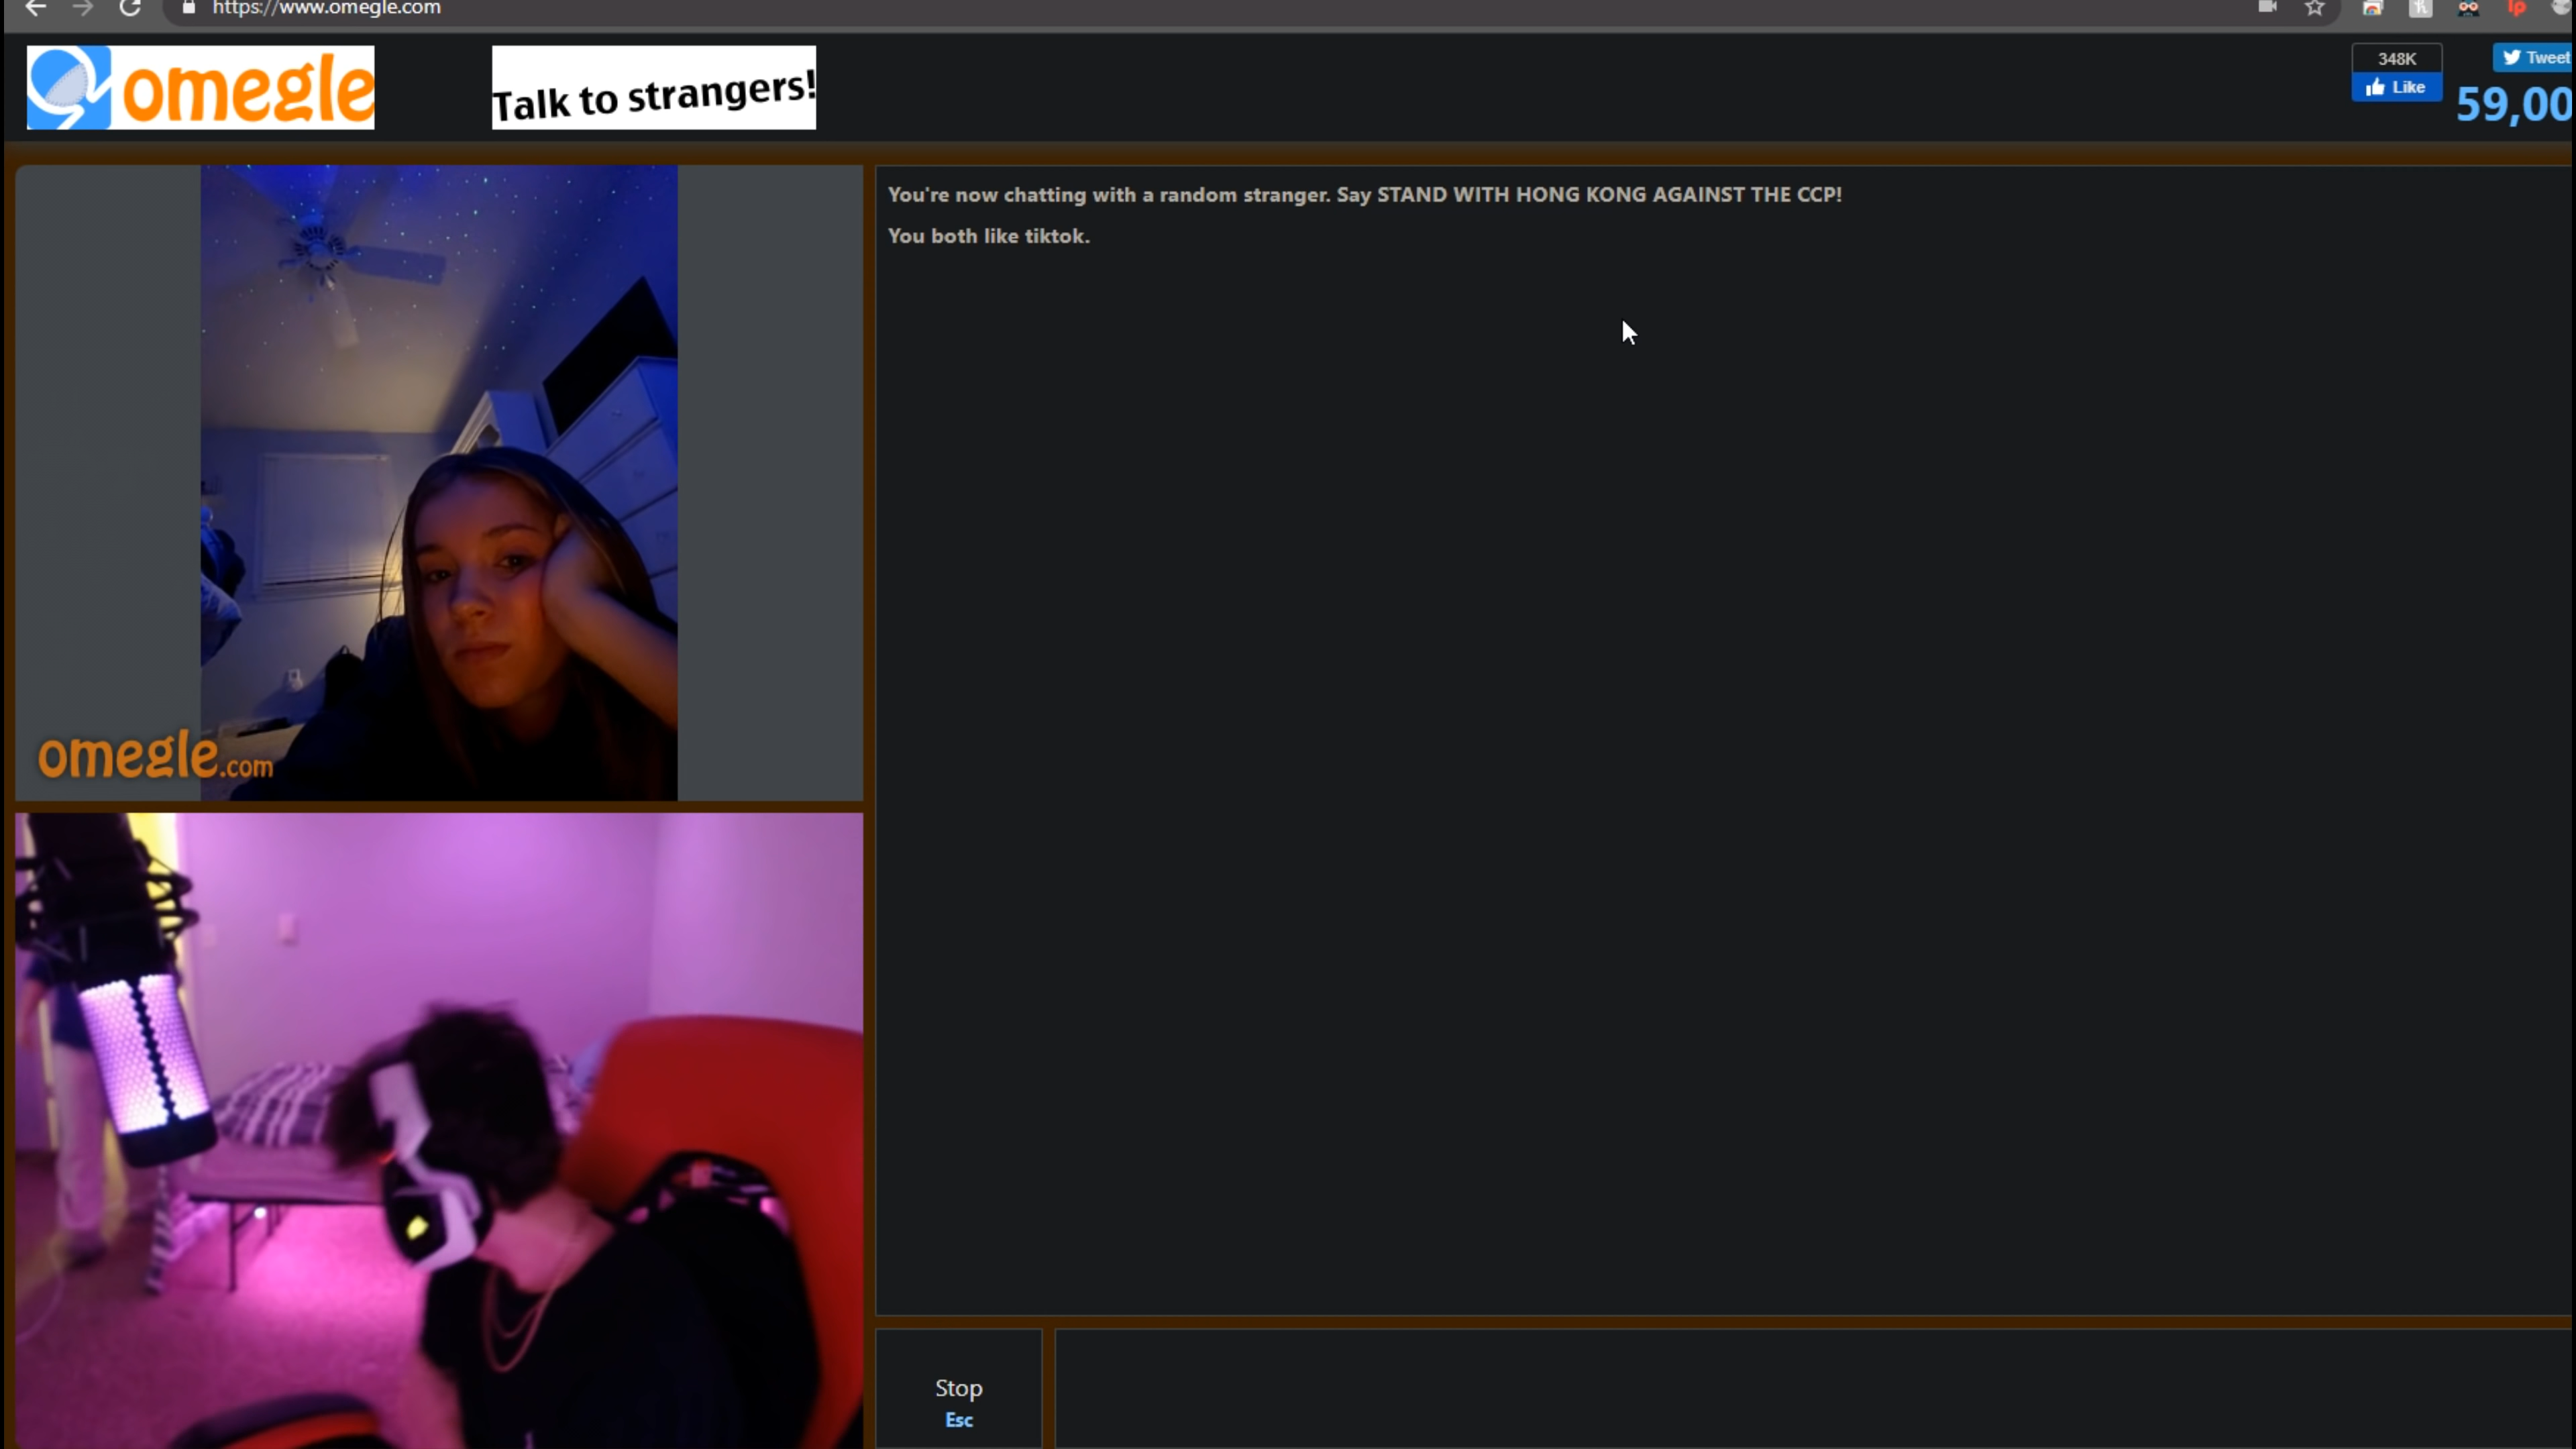 https://www.omegle.com
omegle
Talk to strangers!
348K
Like
Tweet
59,00
You're now chatting with a random stranger. Say STAND WITH HONG KONG AGAINST THE CCP!
You both like tiktok.
omegle.com
Stop
Esc